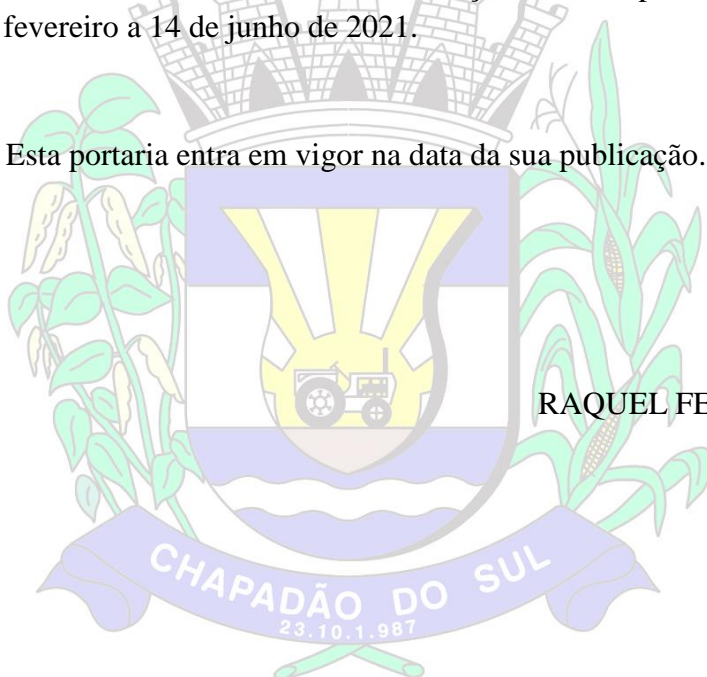 fevereiro a 14 de junho de 2021.
Esta portaria entra em vigor na data da sua publicação.
RAQUEL
CHAPADÃO DO SUL
23.10.1.987